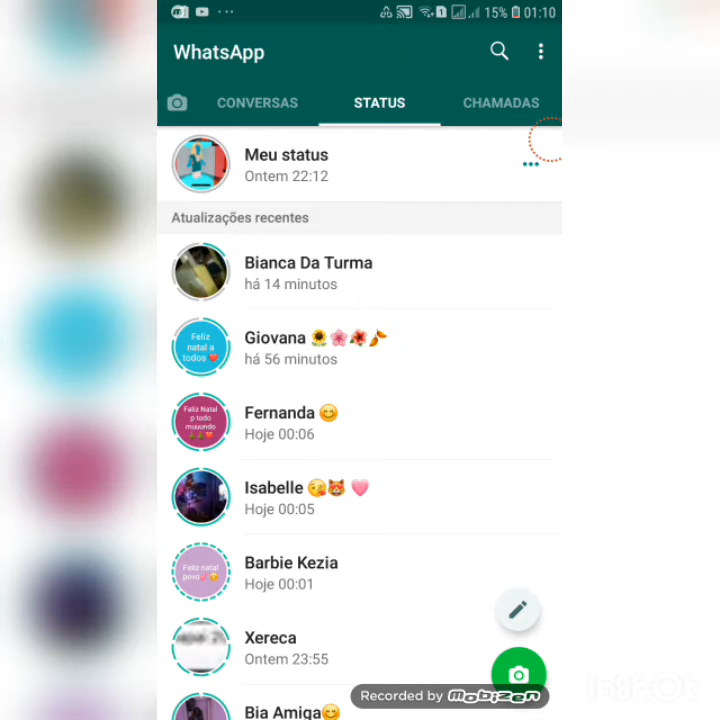 15% 01:10
WhatsApp
CONVERSAS STATUS CHAMADAS
Meu status
Ontem 22:12
Atualizações recentes
Bianca Da Turma
há 14 minutos
Giovana 🌻🌸🌺🍂
há 56 minutos
Feliz
natal a
todos ❤️
Fernanda 😊
Hoje 00:06
Feliz Natal
p todo
muuundo
🎄🎄❤️
Isabelle 😘😻💗
Hoje 00:05
Barbie Kezia
Hoje 00:01
Feliz natal
povo💕😊
Xereca
Ontem 23:55
Recorded by mobizen
Bia Amiga😊